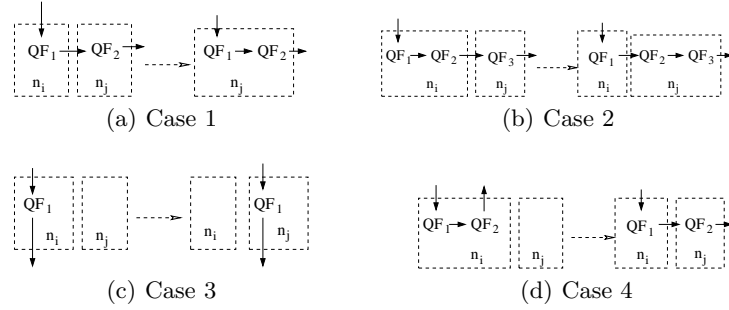 QF1 QF2 QF1 QF2
ni nj nj
(a) Case 1
QF1 QF2 QF3 QF1 QF2 QF3
ni nj ni nj
(b) Case 2
QF1 QF1
ni nj ni nj
(c) Case 3
QF1 QF2 QF1 QF2
ni nj ni nj
(d) Case 4